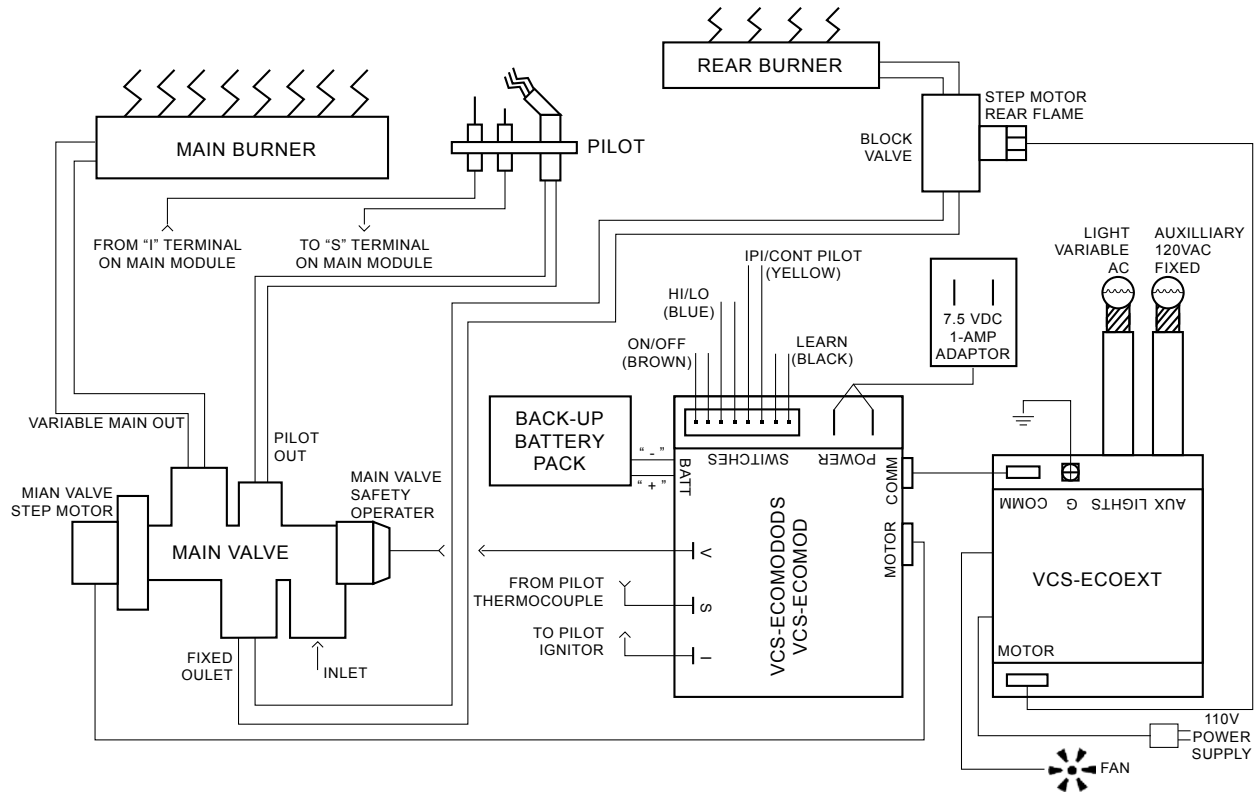 REAR BURNER
STEP MOTOR
REAR FLAME
BLOCK
VALVE
MAIN BURNER
PILOT
FROM “I” TERMINAL
ON MAIN MODULE
TO “S” TERMINAL
ON MAIN MODULE
LIGHT
VARIABLE
AC
AUXILLIARY
120VAC
FIXED
IPI/CONT PILOT
(YELLOW)
HI/LO
(BLUE)
ON/OFF
(BROWN)
LEARN
(BLACK)
7.5 VDC
1-AMP
ADAPTOR
VARIABLE MAIN OUT
PILOT
OUT
BACK-UP
BATTERY
PACK
“ - ”
“ + ”
BATT
SWITCHES
POWER
COMM
MOTOR
MIAN VALVE
STEP MOTOR
MAIN VALVE
SAFETY
OPERATER
MAIN VALVE
V
S
I
FROM PILOT
THERMOCOUPLE
TO PILOT
IGNITOR
VCS-ECOMODODS
VCS-ECOMOD
COMM
G
AUX LIGHTS
VCS-ECOEXT
MOTOR
FIXED
OULET
INLET
110V
POWER
SUPPLY
FAN